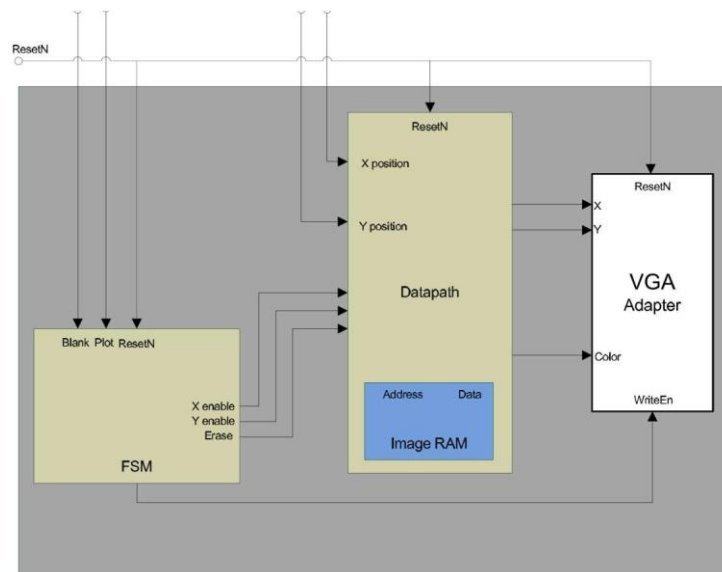 ResetN
ResetN
X position
Y position
Datapath
Address Data
Image RAM
ResetN
X
Y
VGA
Adapter
Color
WriteEn
Blank Plot ResetN
X enable
Y enable
Erase
FSM